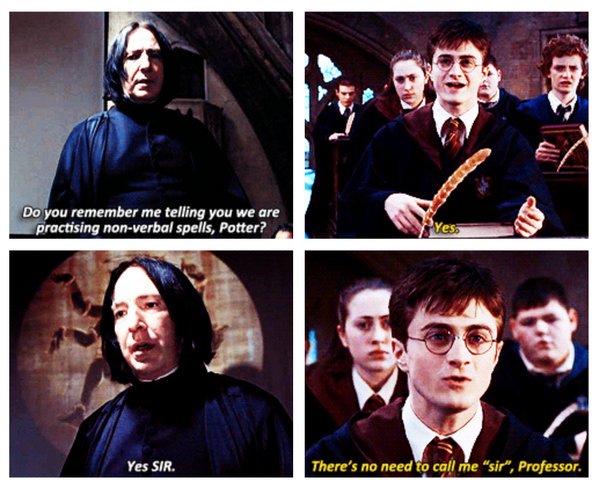 Do you remember me telling you we are
practising non-verbal spells, Potter?
Yes.
Yes SIR.
There's no need to call me "sir", Professor.